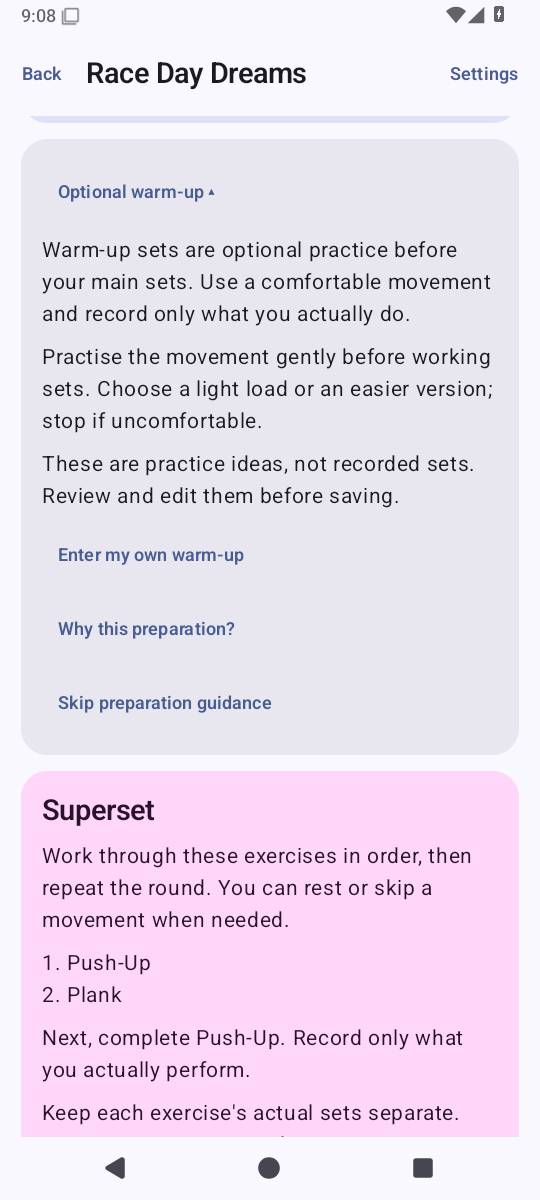 9:08
Back Race Day Dreams Settings
Optional warm-up ▴
Warm-up sets are optional practice before
your main sets. Use a comfortable movement
and record only what you actually do.
Practise the movement gently before working
sets. Choose a light load or an easier version;
stop if uncomfortable.
These are practice ideas, not recorded sets.
Review and edit them before saving.
Enter my own warm-up
Why this preparation?
Skip preparation guidance
Superset
Work through these exercises in order, then
repeat the round. You can rest or skip a
movement when needed.
1. Push-Up
2. Plank
Next, complete Push-Up. Record only what
you actually perform.
Keep each exercise's actual sets separate.